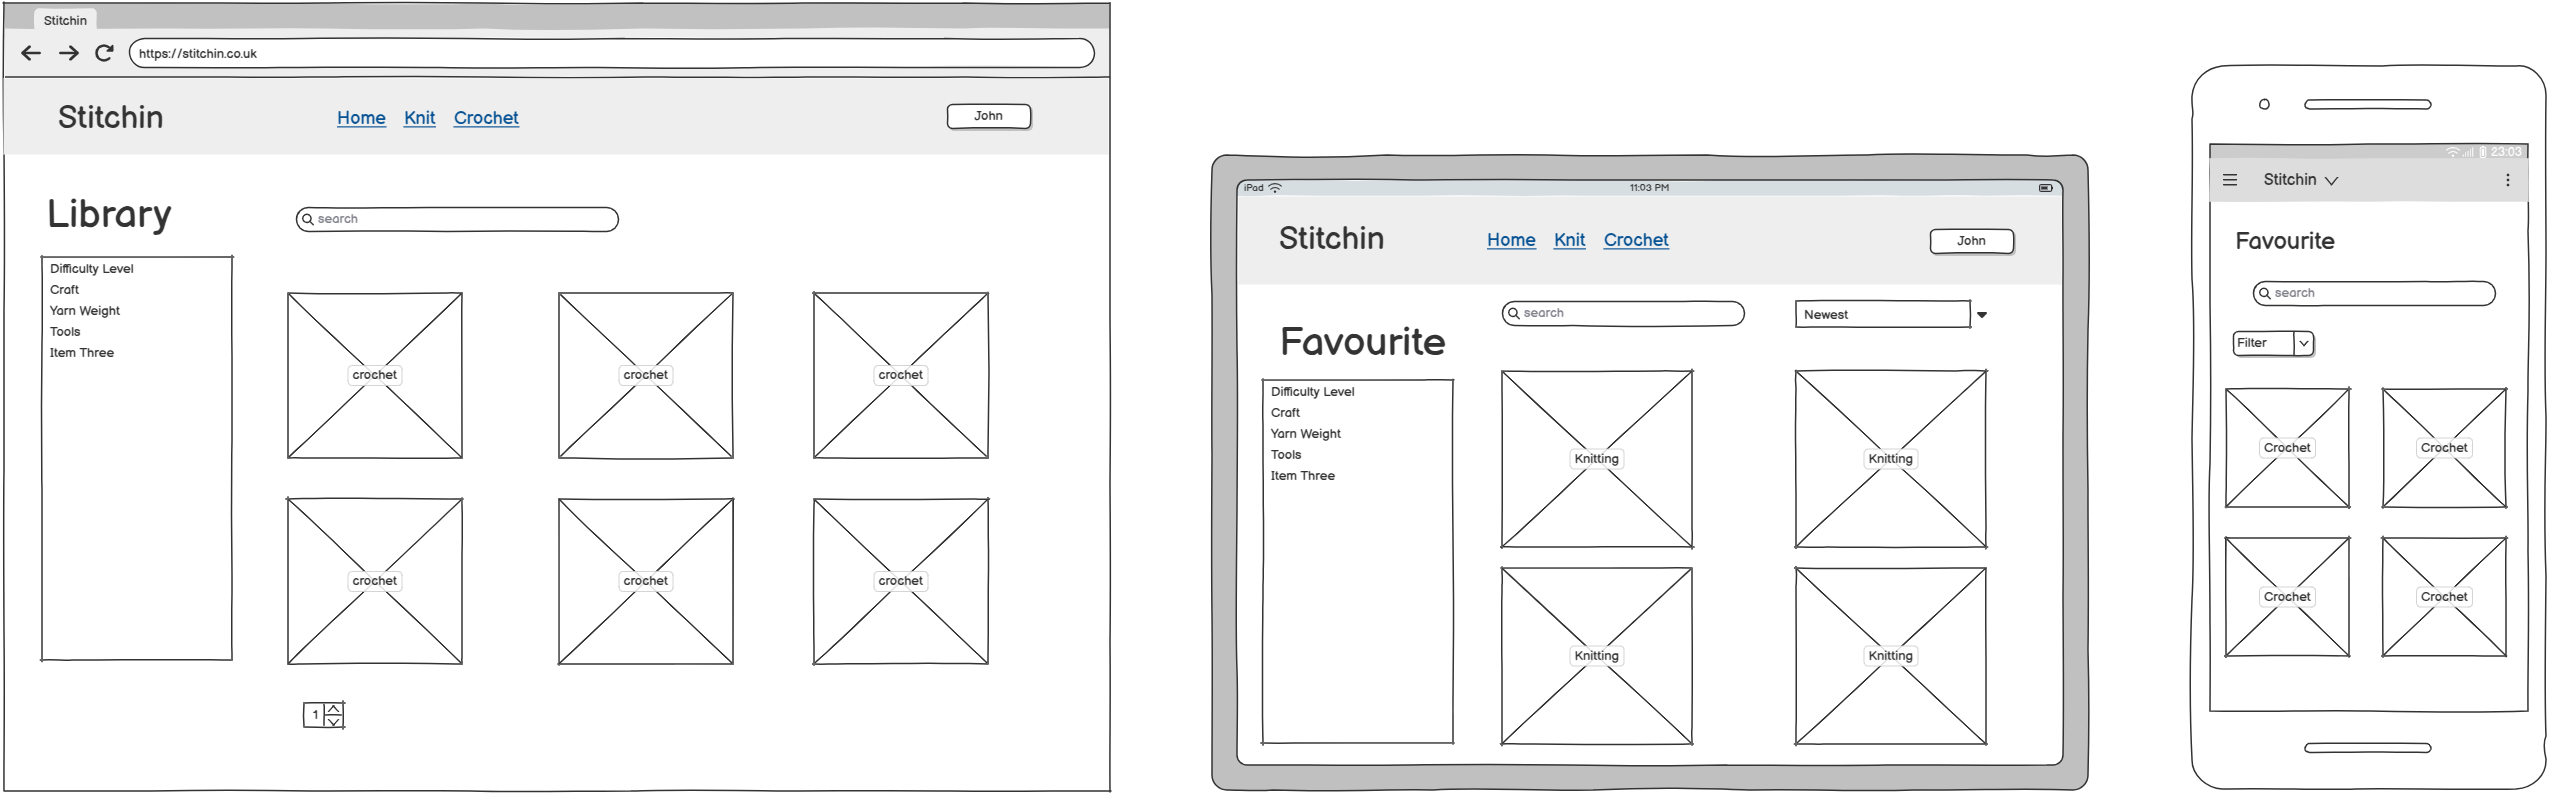 Stitchin
https://stitchin.co.uk
Stitchin
Home Knit Crochet
John
Library
search
Difficulty Level
Craft
Yarn Weight
Tools
Item Three
crochet crochet crochet
crochet crochet crochet
1
iPad 11:03 PM
Stitchin
Home Knit Crochet
John
search
Newest
Favourite
Difficulty Level
Craft
Yarn Weight
Tools
Item Three
Knitting Knitting
Knitting Knitting
23:03
Stitchin
Favourite
search
Filter
Crochet Crochet
Crochet Crochet